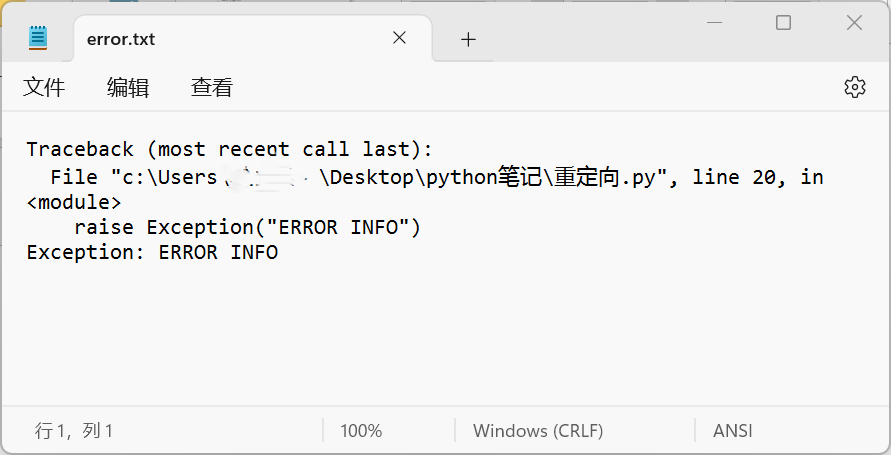 error.txt
文件 编辑 查看
Traceback (most recent call last):
  File "c:\Users\ \Desktop\python笔记\重定向.py", line 20, in
<module>
    raise Exception("ERROR INFO")
Exception: ERROR INFO
行 1，列 1 100% Windows (CRLF) ANSI